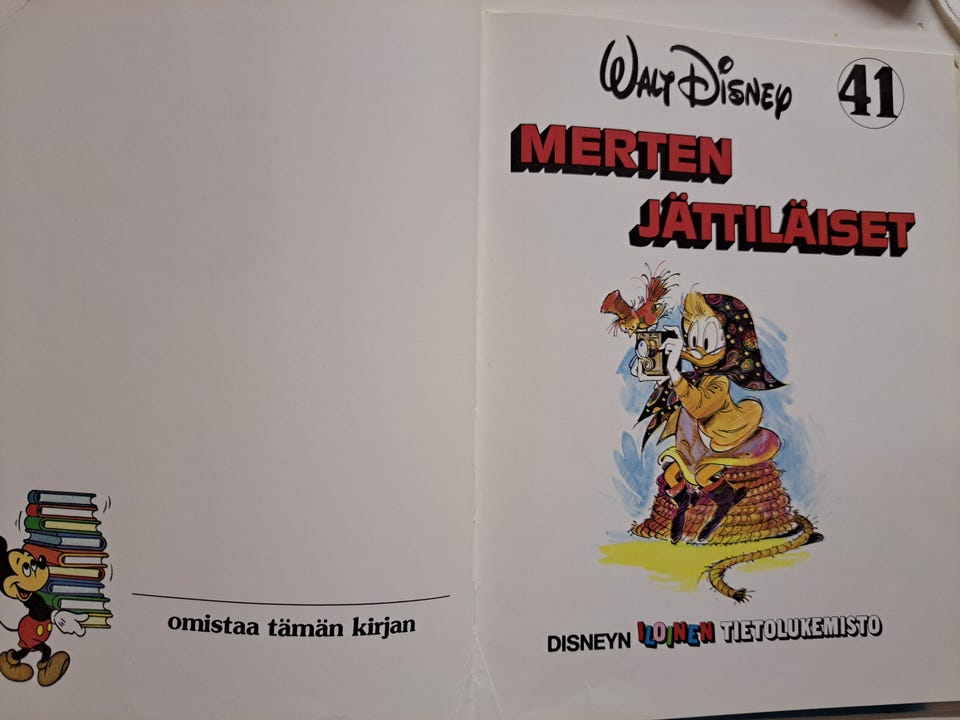 omistaa tämän kirjan
WALT DISNEY
41
MERTEN
JÄTTILÄISET
DISNEYN ILOINEN TIETOLUKEMISTO